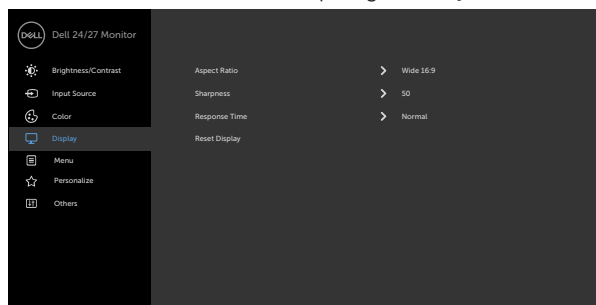 DELL Dell 24/27 Monitor
Brightness/Contrast
Input Source
Color
Display
Menu
Personalize
Others
Aspect Ratio Wide 16:9
Sharpness 50
Response Time Normal
Reset Display